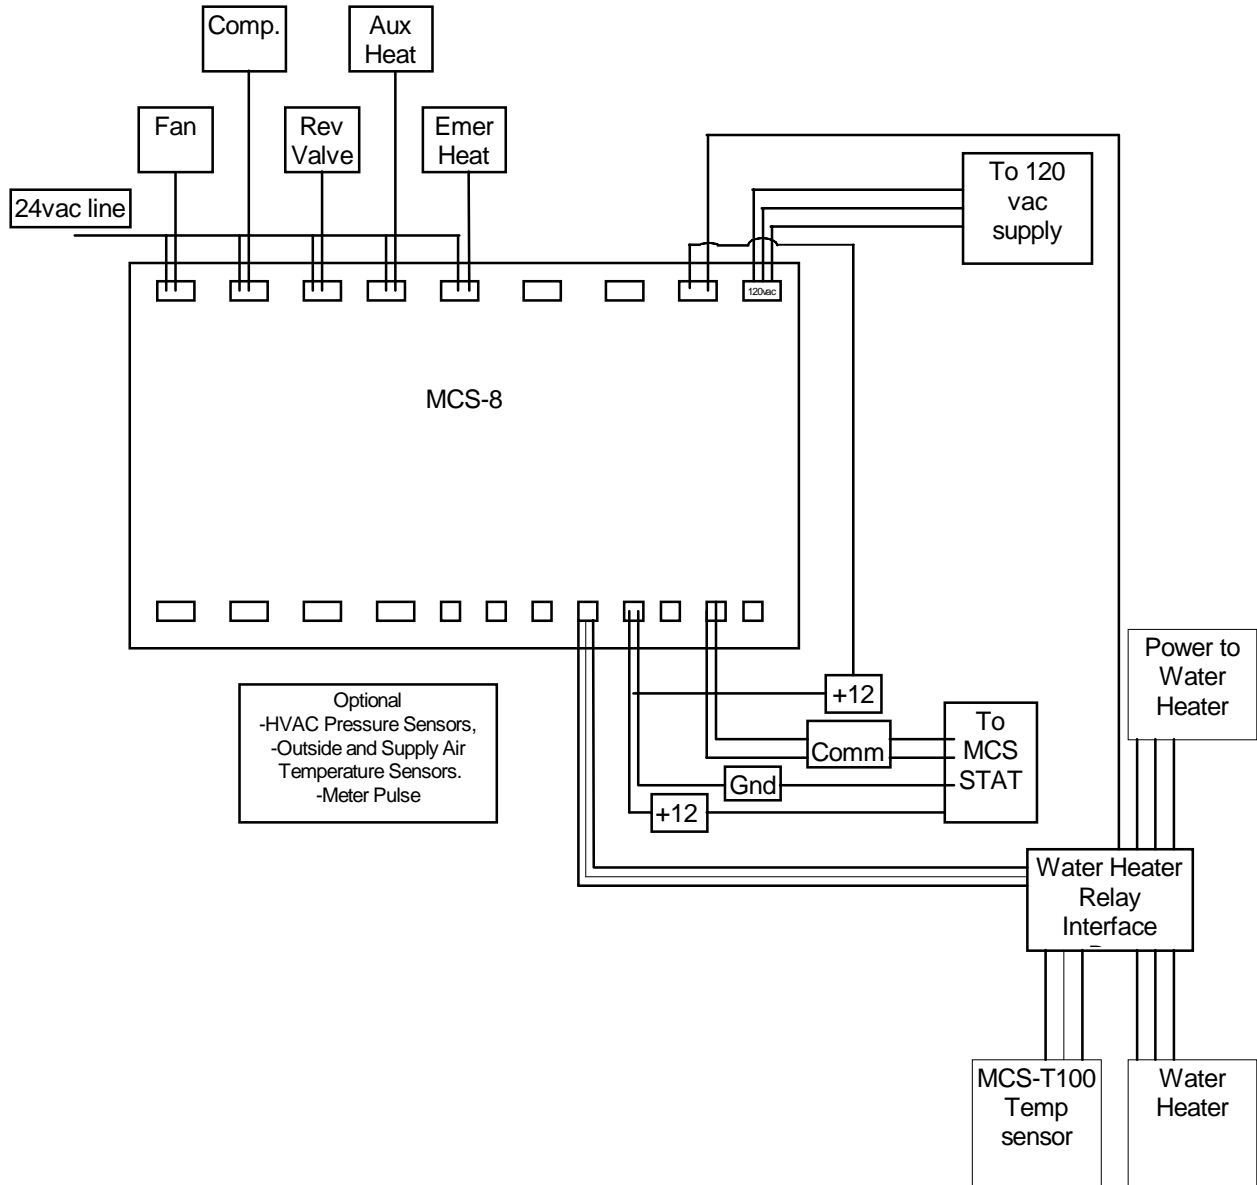 Comp.
Aux
Heat
Fan
Rev
Valve
Emer
Heat
To 120
vac
supply
24vac line
120vac
MCS-8
Optional
-HVAC Pressure Sensors,
-Outside and Supply Air
Temperature Sensors.
-Meter Pulse
+12
Comm
Gnd
+12
To
MCS
STAT
Power to
Water
Heater
Water Heater
Relay
Interface
MCS-T100
Temp
sensor
Water
Heater